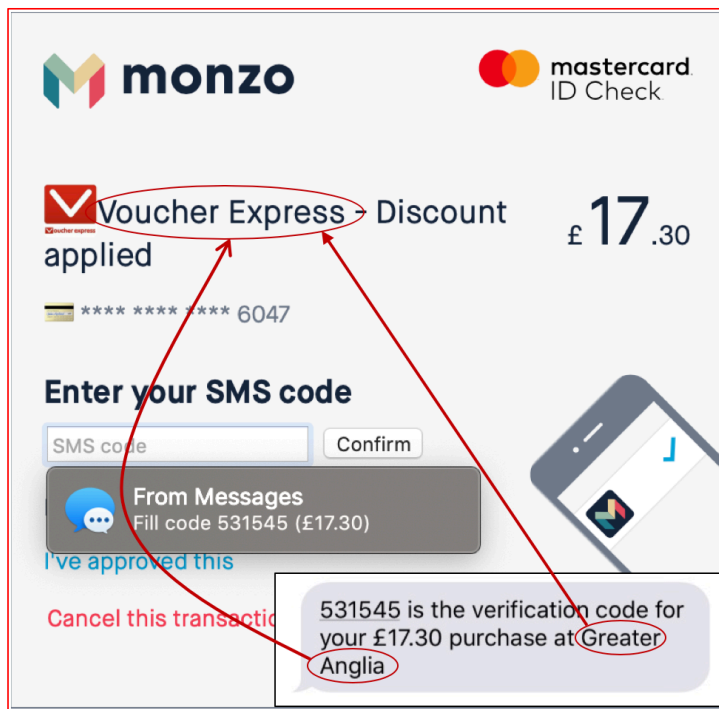 monzo
mastercard.
ID Check.
Voucher Express - Discount
applied
Voucher express
£17.30
**** **** **** 6047
Enter your SMS code
SMS code
Confirm
From Messages
Fill code 531545 (£17.30)
I've approved this
Cancel this transactio
531545 is the verification code for
your £17.30 purchase at Greater
Anglia